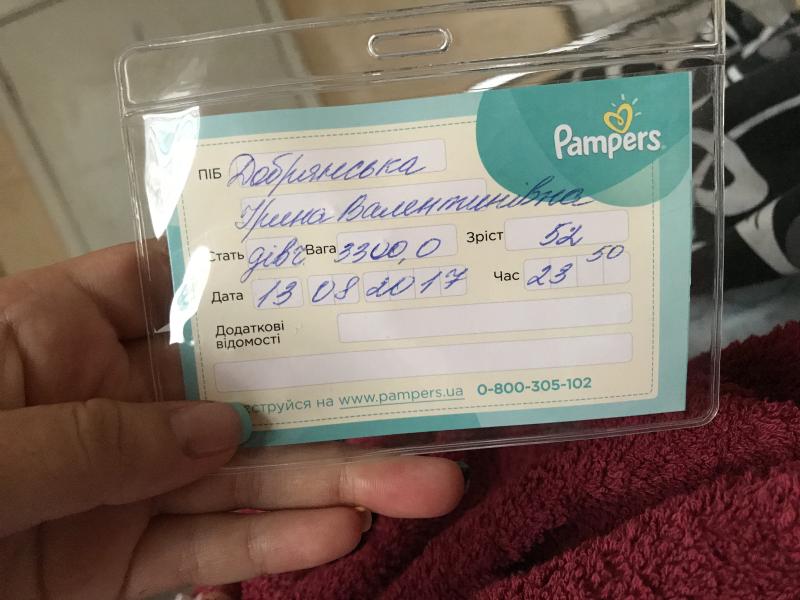 Pampers
ПІБ Добрянська
Ірина Валентинівна
Стать дівч. Вага 3300,0 Зріст 52
Дата 13 08 2017 Час 23 50
Додаткові
відомості
еструйся на www.pampers.ua 0-800-305-102